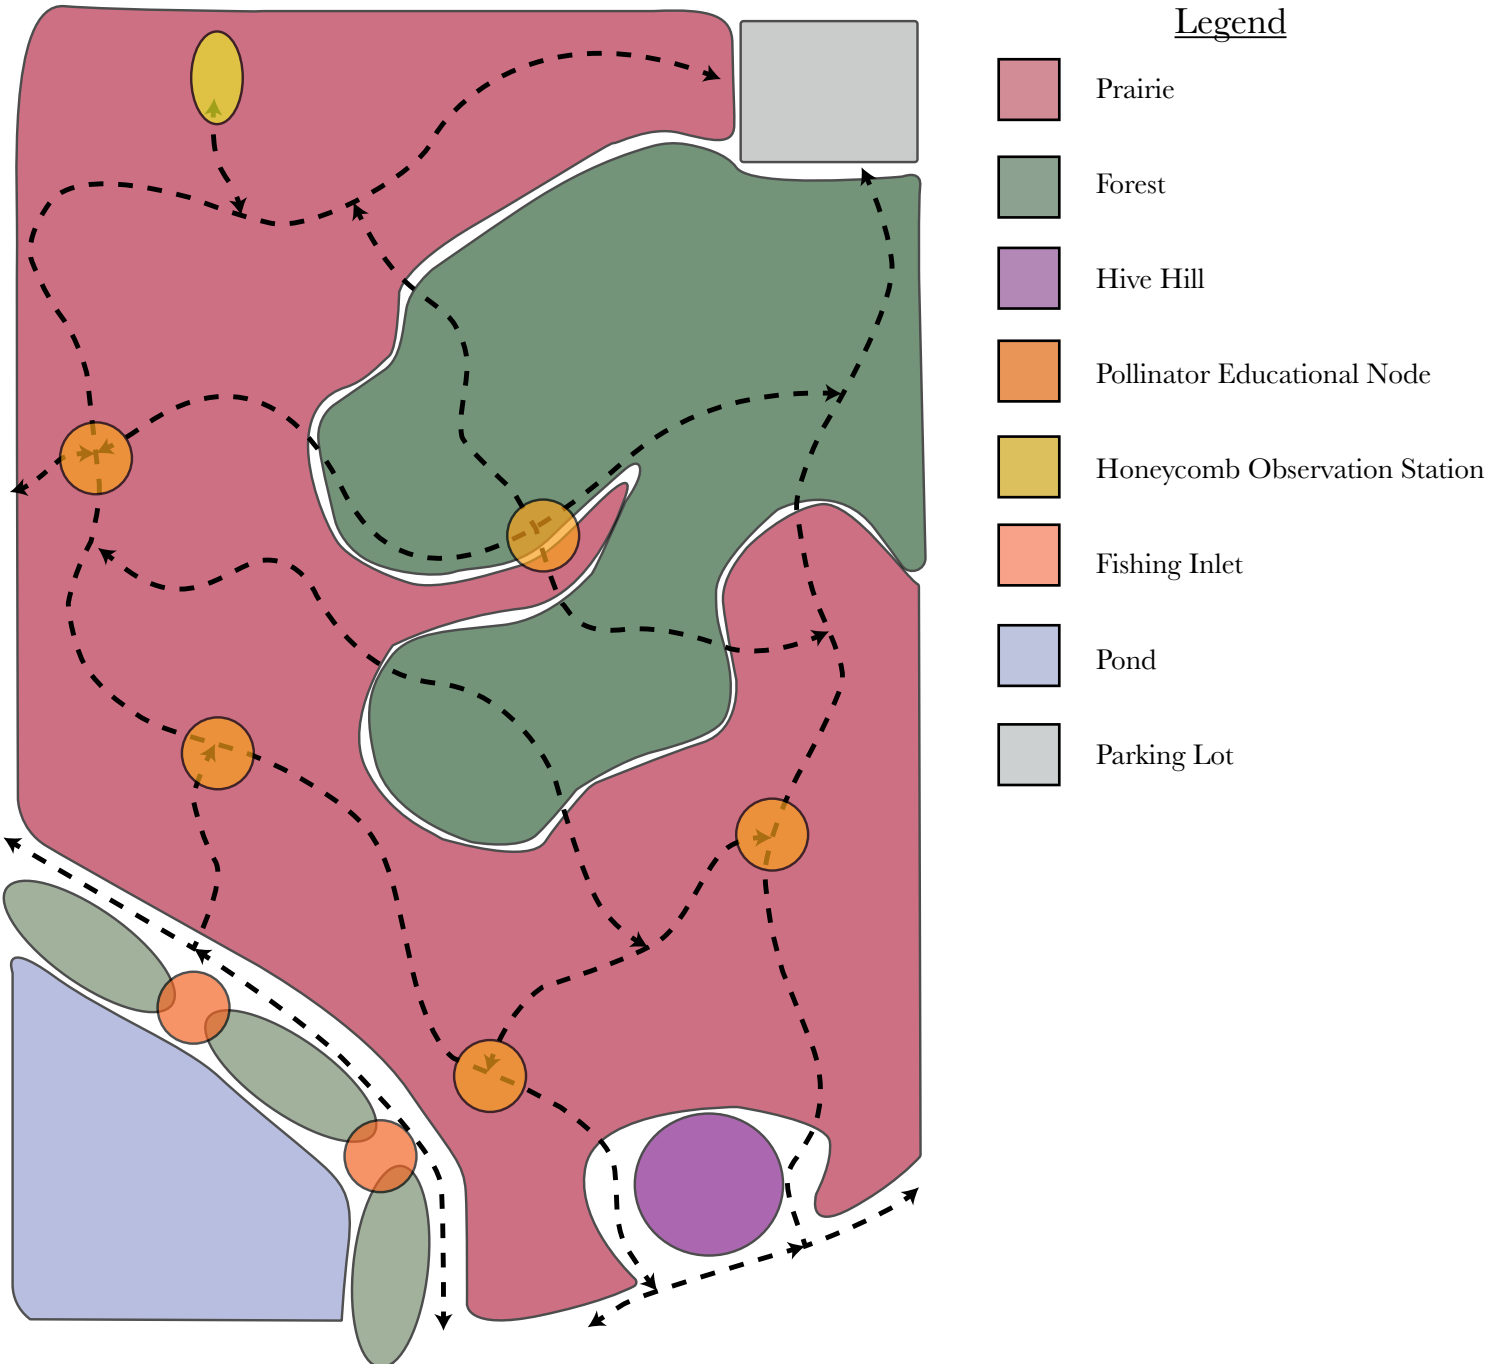 Legend
Prairie
Forest
Hive Hill
Pollinator Educational Node
Honeycomb Observation Station
Fishing Inlet
Pond
Parking Lot